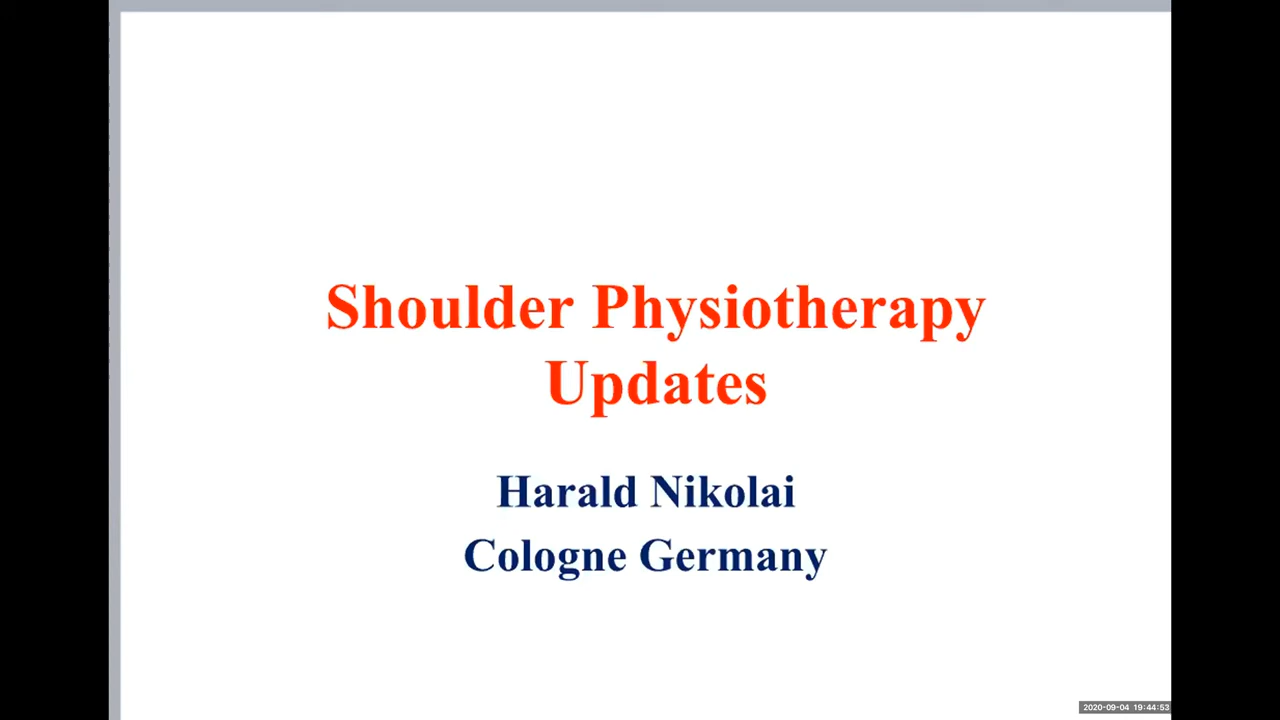 Shoulder Physiotherapy
Updates
Harald Nikolai
Cologne Germany
2020-09-04 19:44:53